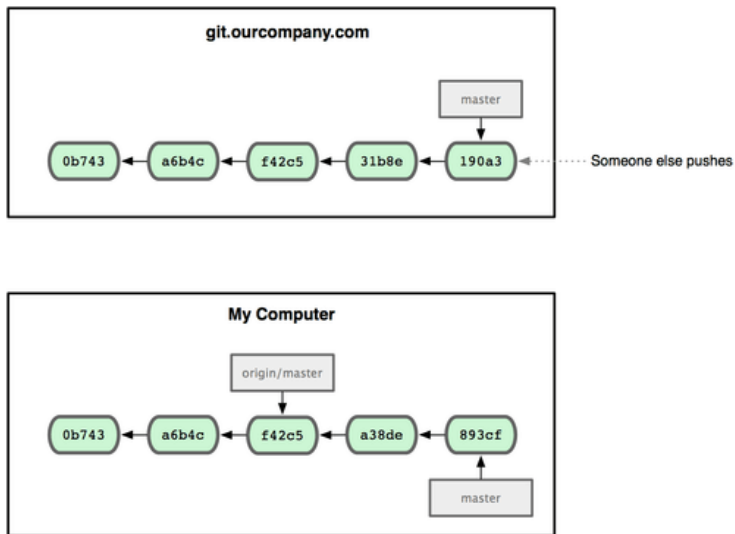 git.ourcompany.com
master
0b743 a6b4c f42c5 31b8e 190a3 Someone else pushes
My Computer
origin/master
0b743 a6b4c f42c5 a38de 893cf
master